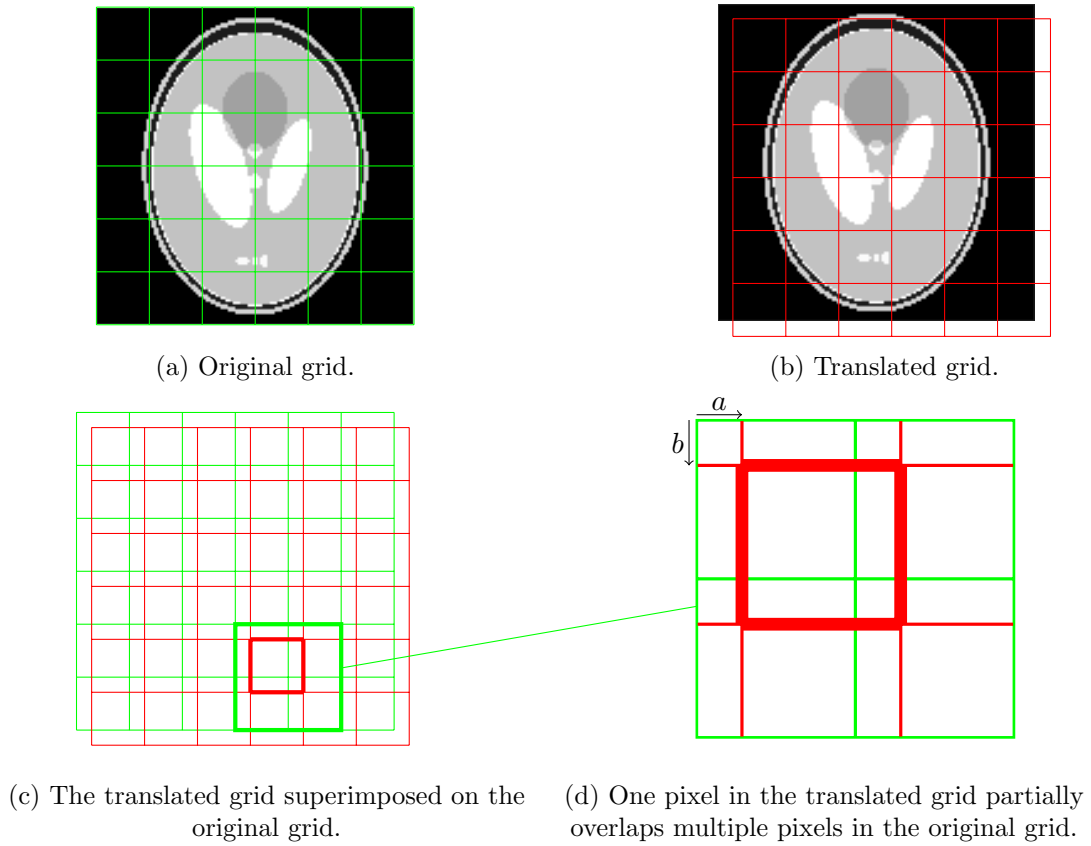 (a) Original grid.
(b) Translated grid.
a
b
(c) The translated grid superimposed on the
original grid.
(d) One pixel in the translated grid partially
overlaps multiple pixels in the original grid.